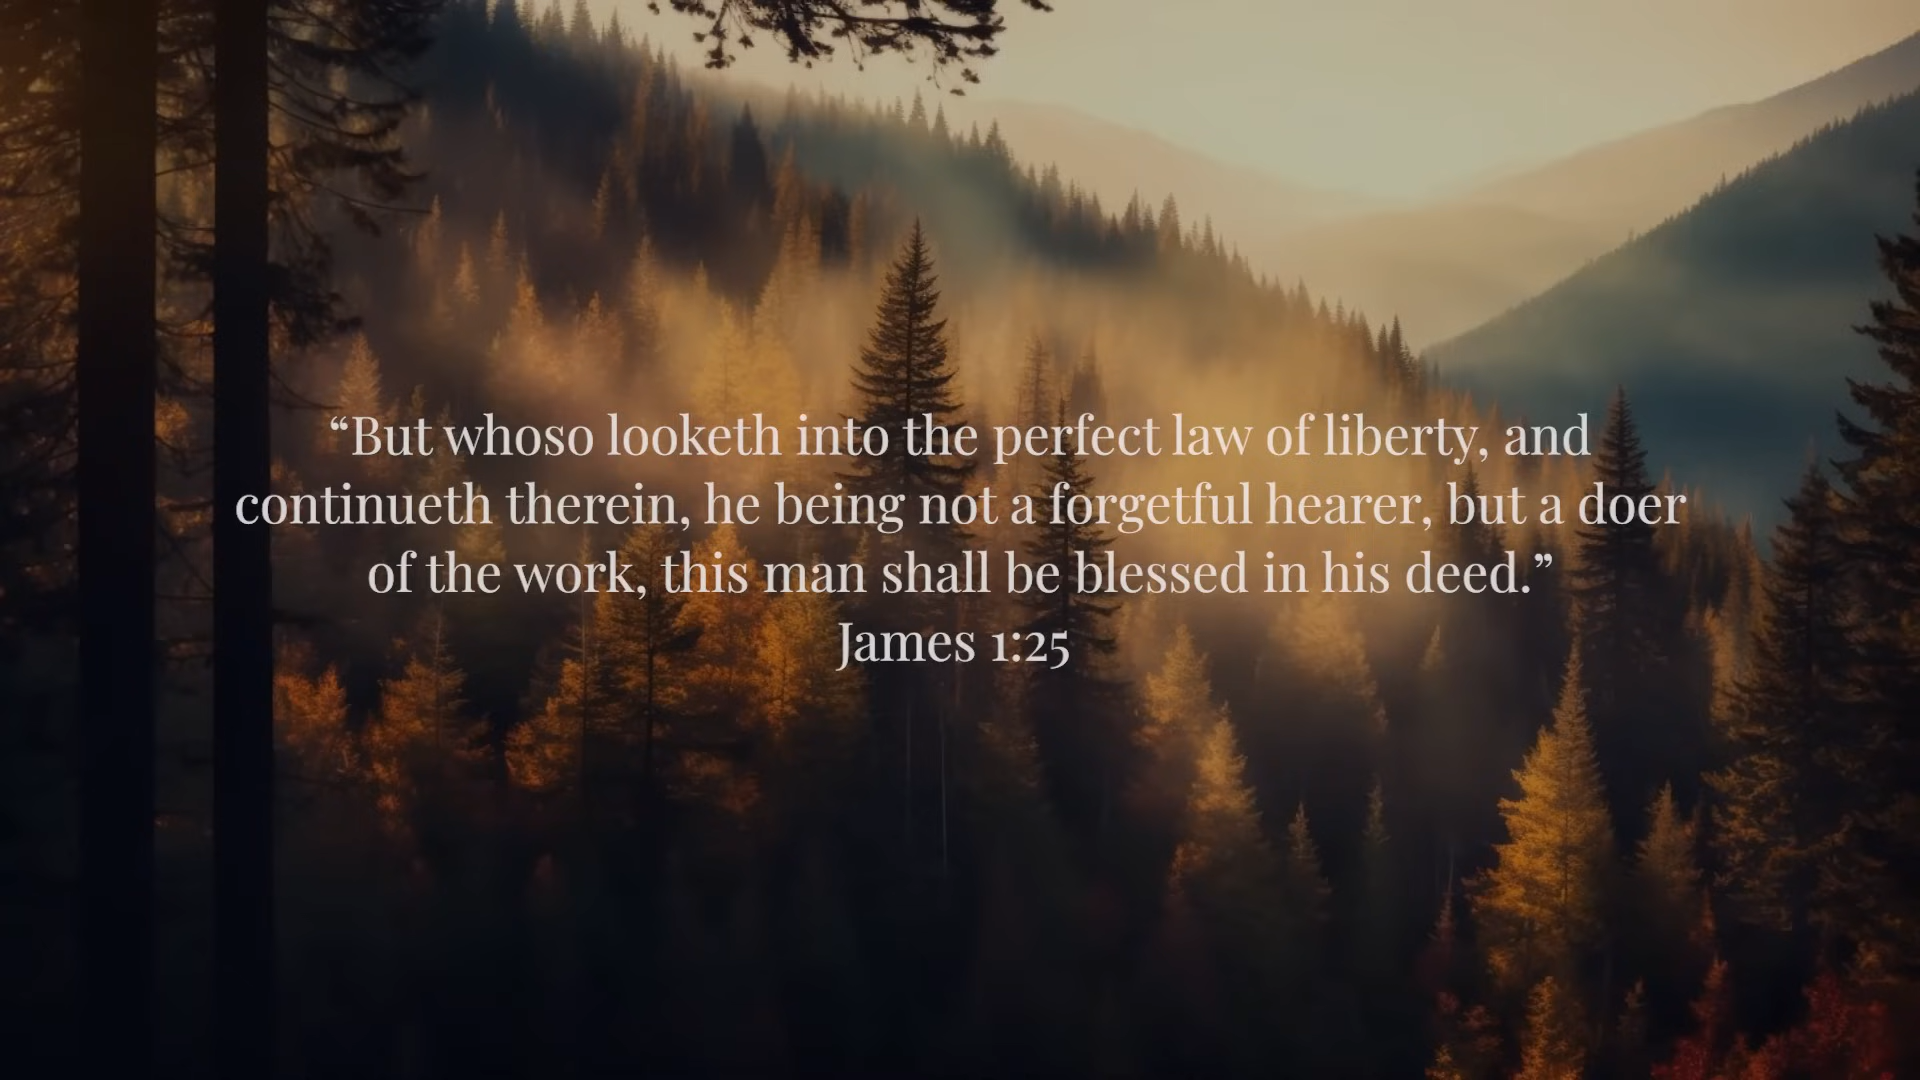 “But whoso looketh into the perfect law of liberty, and
continueth therein, he being not a forgetful hearer, but a doer
of the work, this man shall be blessed in his deed.”
James 1:25